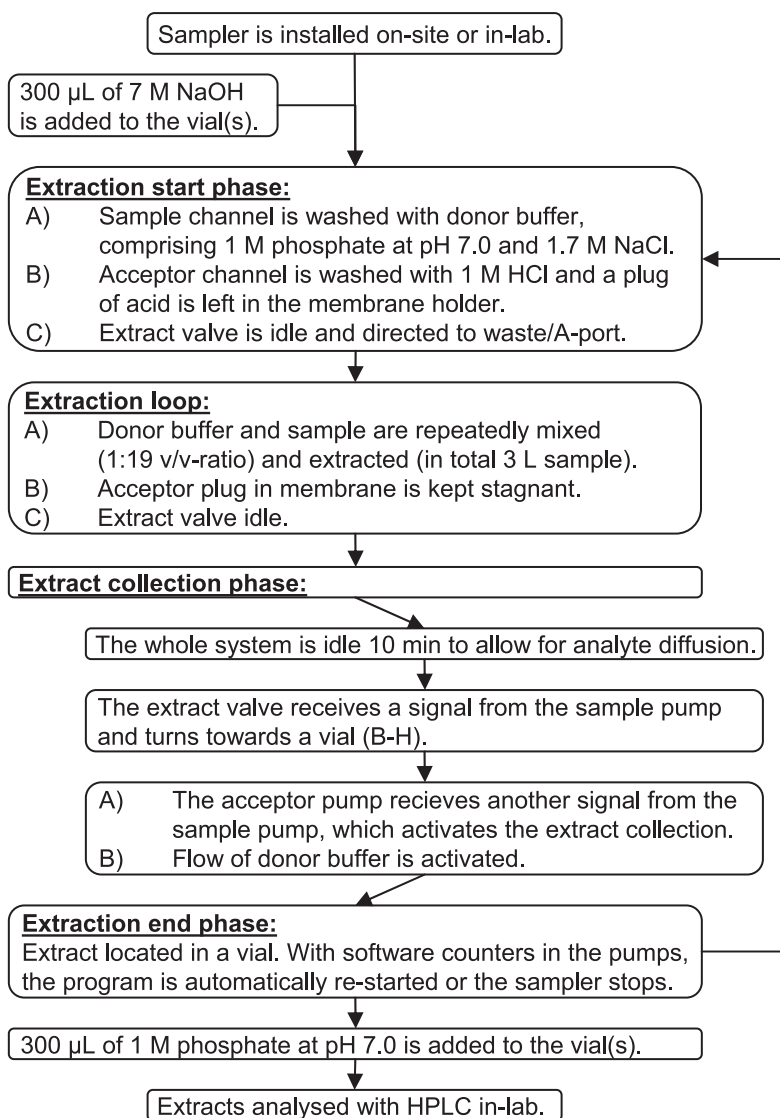 Sampler is installed on-site or in-lab.
300 µL of 7 M NaOH
is added to the vial(s).
Extraction start phase:
A) Sample channel is washed with donor buffer,
comprising 1 M phosphate at pH 7.0 and 1.7 M NaCl.
B) Acceptor channel is washed with 1 M HCl and a plug
of acid is left in the membrane holder.
C) Extract valve is idle and directed to waste/A-port.
Extraction loop:
A) Donor buffer and sample are repeatedly mixed
(1:19 v/v-ratio) and extracted (in total 3 L sample).
B) Acceptor plug in membrane is kept stagnant.
C) Extract valve idle.
Extract collection phase:
The whole system is idle 10 min to allow for analyte diffusion.
The extract valve receives a signal from the sample pump
and turns towards a vial (B-H).
A) The acceptor pump recieves another signal from the
sample pump, which activates the extract collection.
B) Flow of donor buffer is activated.
Extraction end phase:
Extract located in a vial. With software counters in the pumps,
the program is automatically re-started or the sampler stops.
300 µL of 1 M phosphate at pH 7.0 is added to the vial(s).
Extracts analysed with HPLC in-lab.